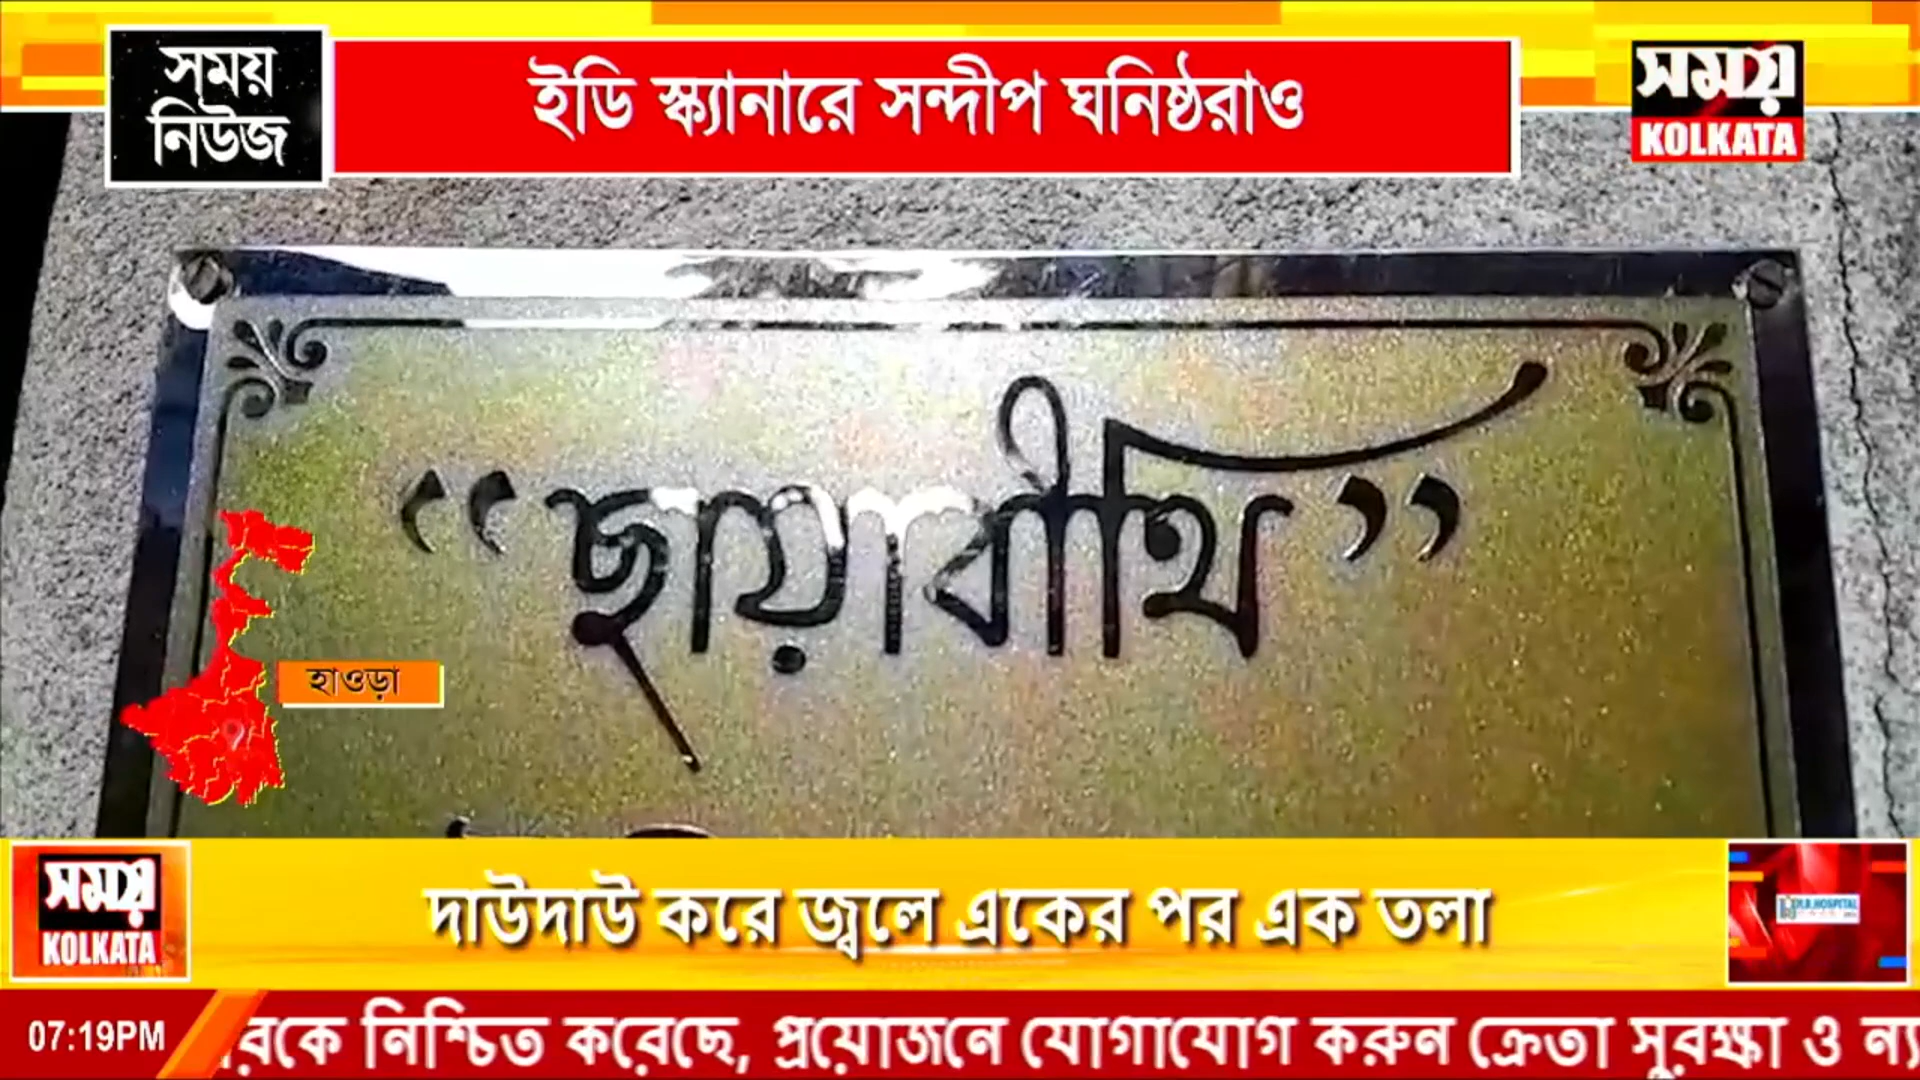 সময়
নিউজ
ইডি স্ক্যানারে সন্দীপ ঘনিষ্ঠরাও
সময়
KOLKATA
“ছায়াবীথি”
হাওড়া
সময়
KOLKATA
দাউদাউ করে জ্বলে একের পর এক তলা
HOSPITAL
07:19PM
রকে নিশ্চিত করেছে, প্রয়োজনে যোগাযোগ করুন ক্রেতা সুরক্ষা ও